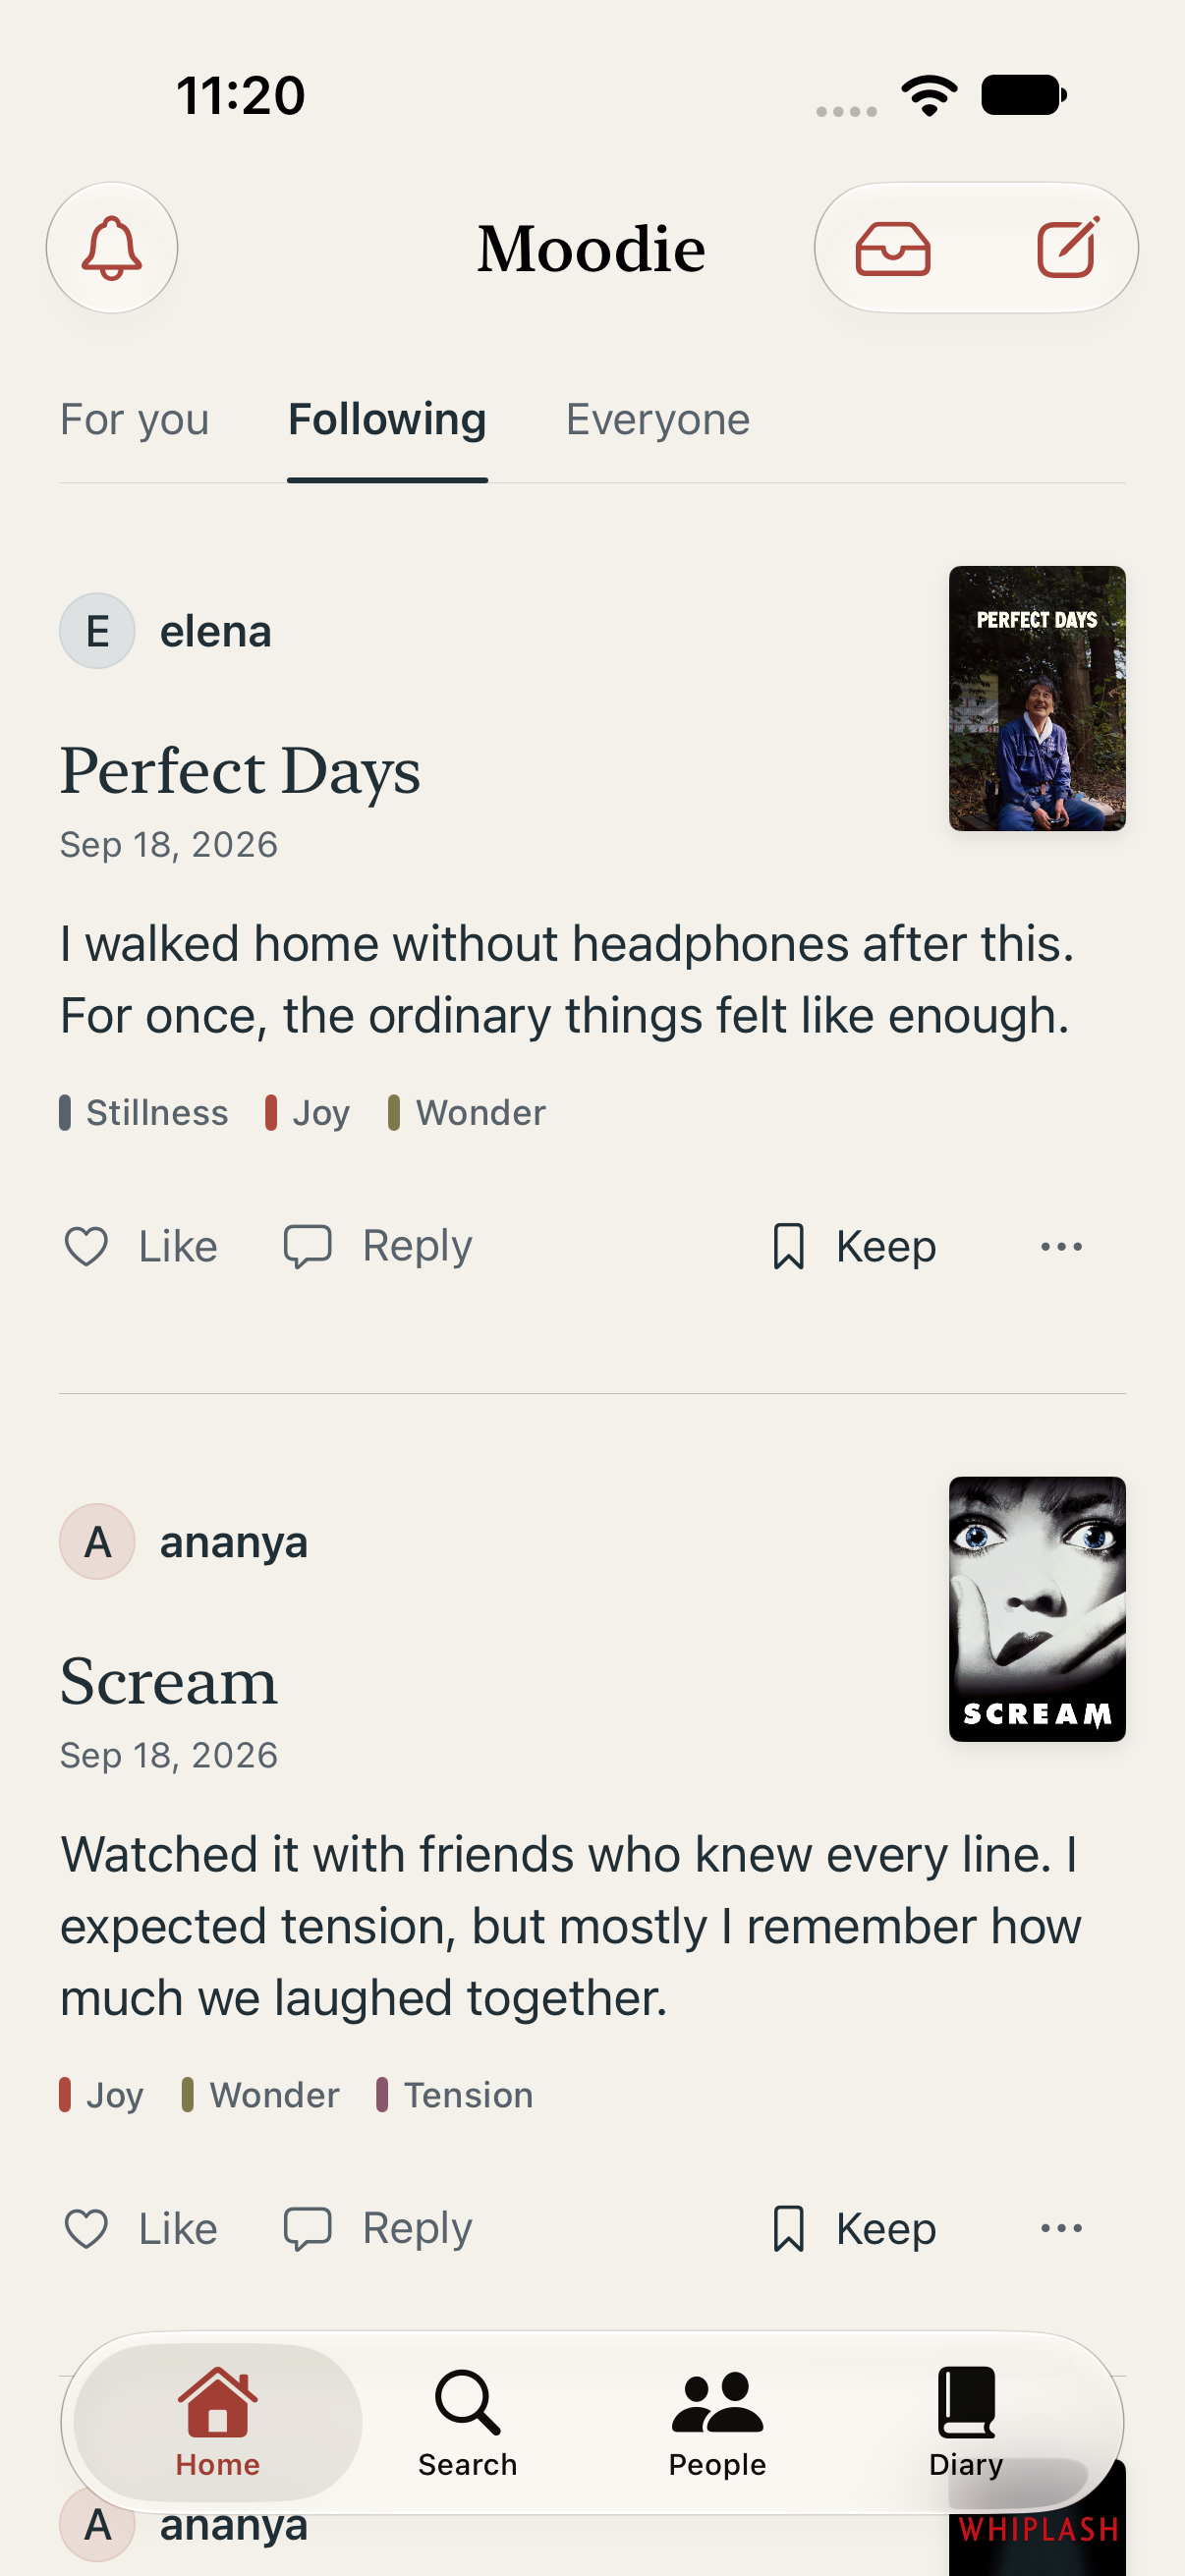 11:20
Moodie
For you Following Everyone
E elena
PERFECT DAYS
Perfect Days
Sep 18, 2026
I walked home without headphones after this.
For once, the ordinary things felt like enough.
Stillness Joy Wonder
Like Reply Keep
A ananya
Scream
SCREAM
Sep 18, 2026
Watched it with friends who knew every line. I
expected tension, but mostly I remember how
much we laughed together.
Joy Wonder Tension
Like Reply Keep
Home Search People Diary
A ananya
WHIPLASH